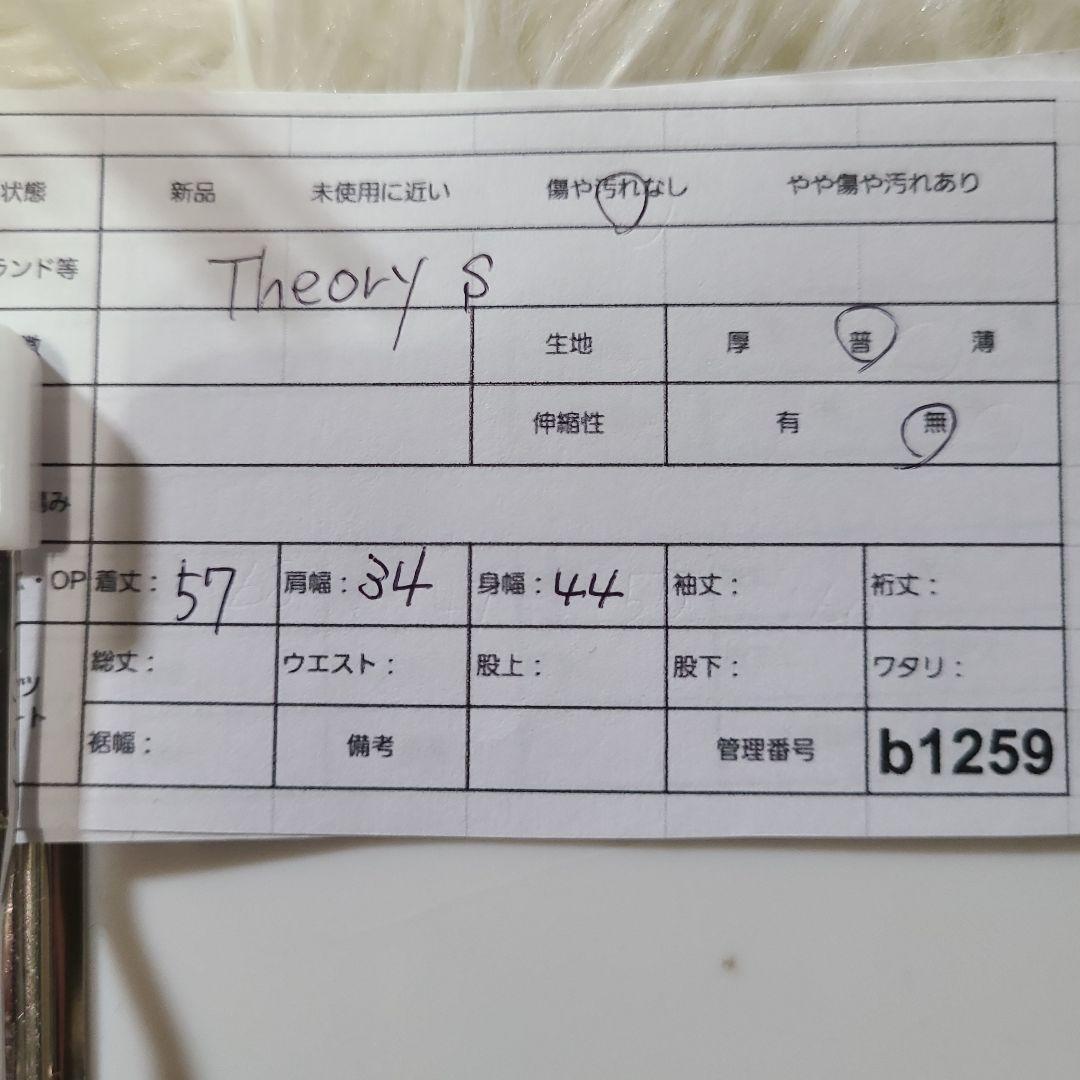 状態 新品 未使用に近い 傷や汚れなし やや傷や汚れあり
ランド等 Theory S
生地 厚 普 薄
伸縮性 有 無
み
・OP 着丈： 57 肩幅： 34 身幅： 44 袖丈： 裄丈：
総丈： ウエスト： 股上： 股下： ワタリ：
ツ
ート
裾幅： 備考 管理番号 b1259